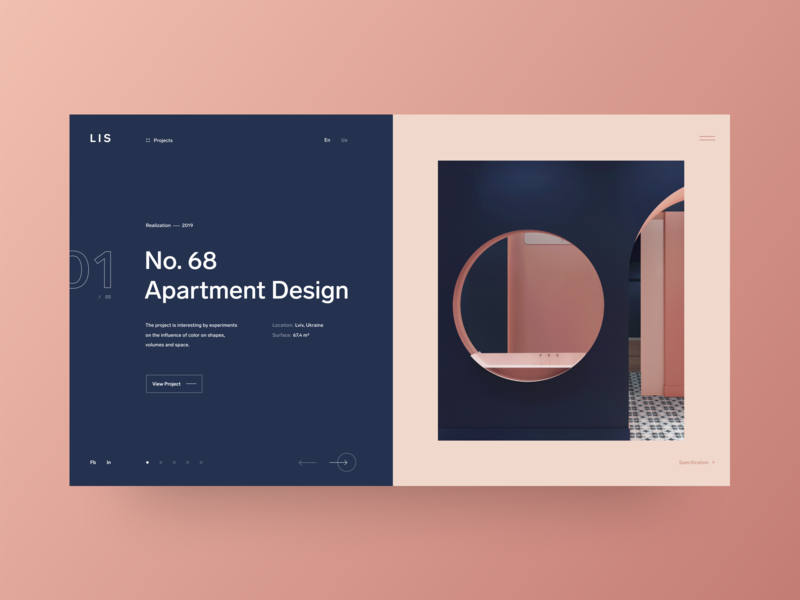 LIS
Projects
En Ua
Realization — 2019
01
No. 68
Apartment Design
The project is interesting by experiments
on the influence of color on shapes,
volumes and space.
Location: Lviv, Ukraine
Surface: 67.4 m²
View Project
Fb In
Specification +